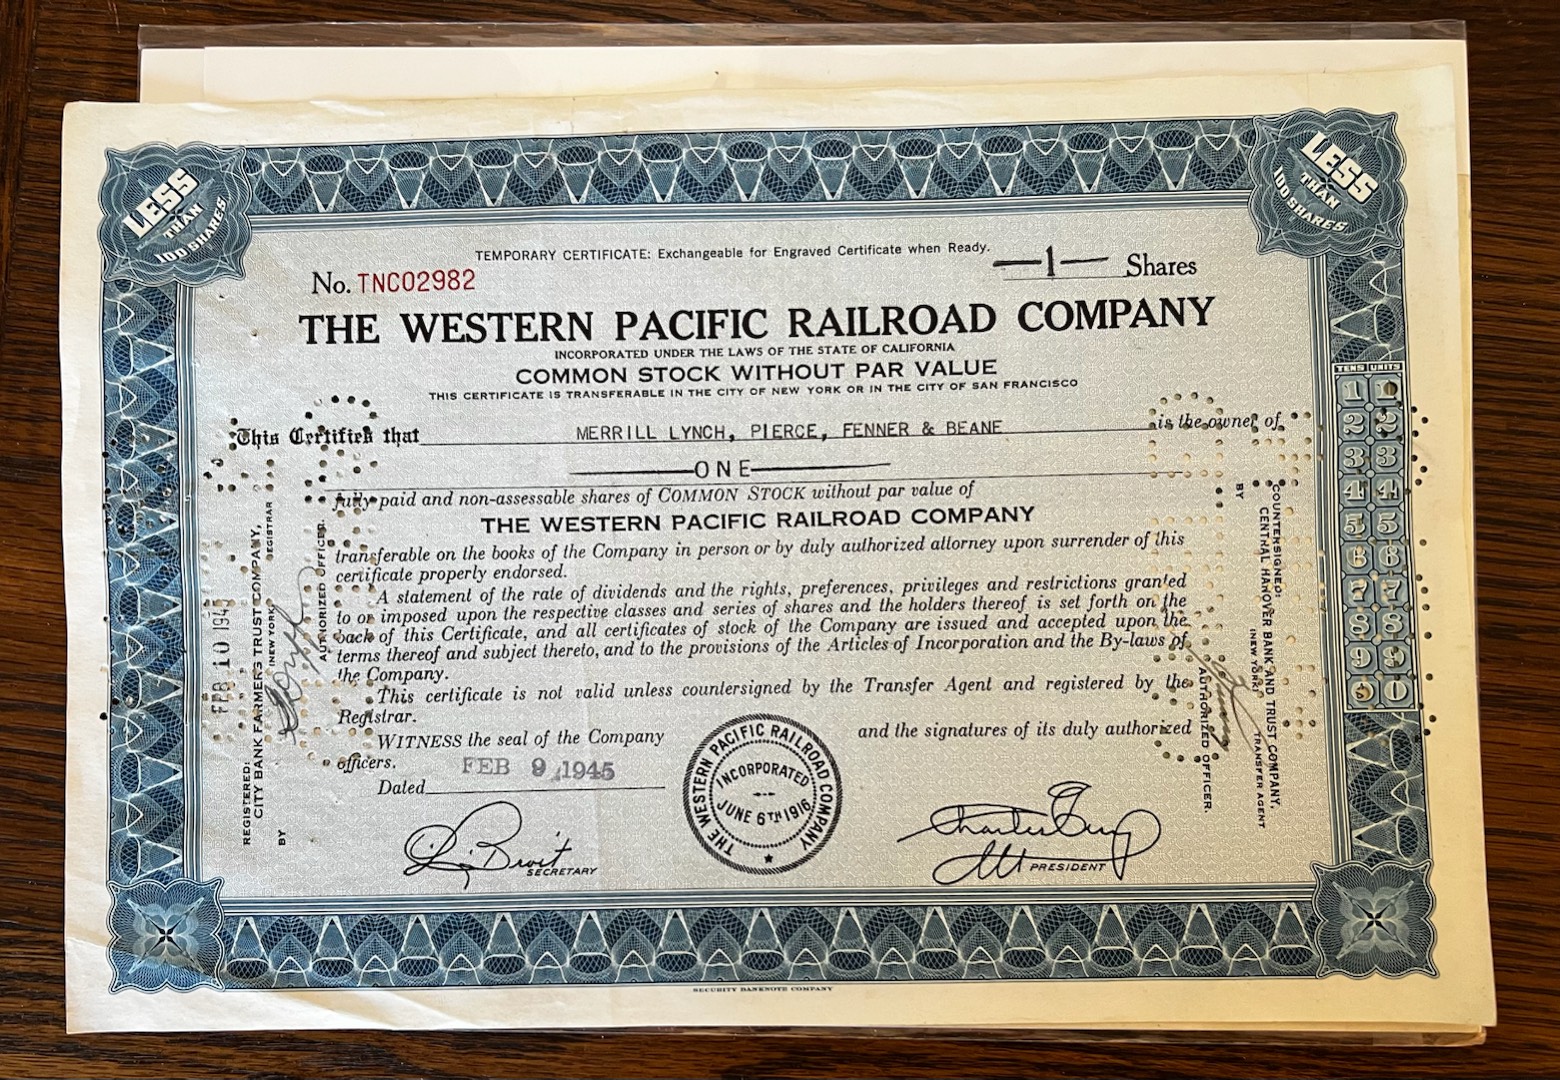 LESS THAN 100 SHARES
LESS THAN 100 SHARES
TEMPORARY CERTIFICATE: Exchangeable for Engraved Certificate when Ready.
No. TNC02982
—1— Shares
THE WESTERN PACIFIC RAILROAD COMPANY
INCORPORATED UNDER THE LAWS OF THE STATE OF CALIFORNIA
COMMON STOCK WITHOUT PAR VALUE
THIS CERTIFICATE IS TRANSFERABLE IN THE CITY OF NEW YORK OR IN THE CITY OF SAN FRANCISCO
This Certifies that MERRILL LYNCH, PIERCE, FENNER & BEANE is the owner of
—ONE—
fully paid and non-assessable shares of COMMON STOCK without par value of
THE WESTERN PACIFIC RAILROAD COMPANY
transferable on the books of the Company in person or by duly authorized attorney upon surrender of this
certificate properly endorsed.
A statement of the rate of dividends and the rights, preferences, privileges and restrictions granted
to or imposed upon the respective classes and series of shares and the holders thereof is set forth on the
back of this Certificate, and all certificates of stock of the Company are issued and accepted upon the
terms thereof and subject thereto, and to the provisions of the Articles of Incorporation and the By-laws of
the Company.
This certificate is not valid unless countersigned by the Transfer Agent and registered by the
Registrar.
WITNESS the seal of the Company and the signatures of its duly authorized
officers.
Dated FEB 9 1945
SECRETARY
THE WESTERN PACIFIC RAILROAD COMPANY
INCORPORATED
JUNE 6TH 1916
PRESIDENT
FEB 10 1945
REGISTERED:
CITY BANK FARMERS TRUST COMPANY,
(NEW YORK) REGISTRAR
BY
AUTHORIZED OFFICER.
COUNTERSIGNED:
CENTRAL HANOVER BANK AND TRUST COMPANY,
(NEW YORK) TRANSFER AGENT
BY
AUTHORIZED OFFICER.
TENS UNITS
1 1
2 2
3 3
4 4
5 5
6 6
7 7
8 8
9 9
0 0
SECURITY BANKNOTE COMPANY